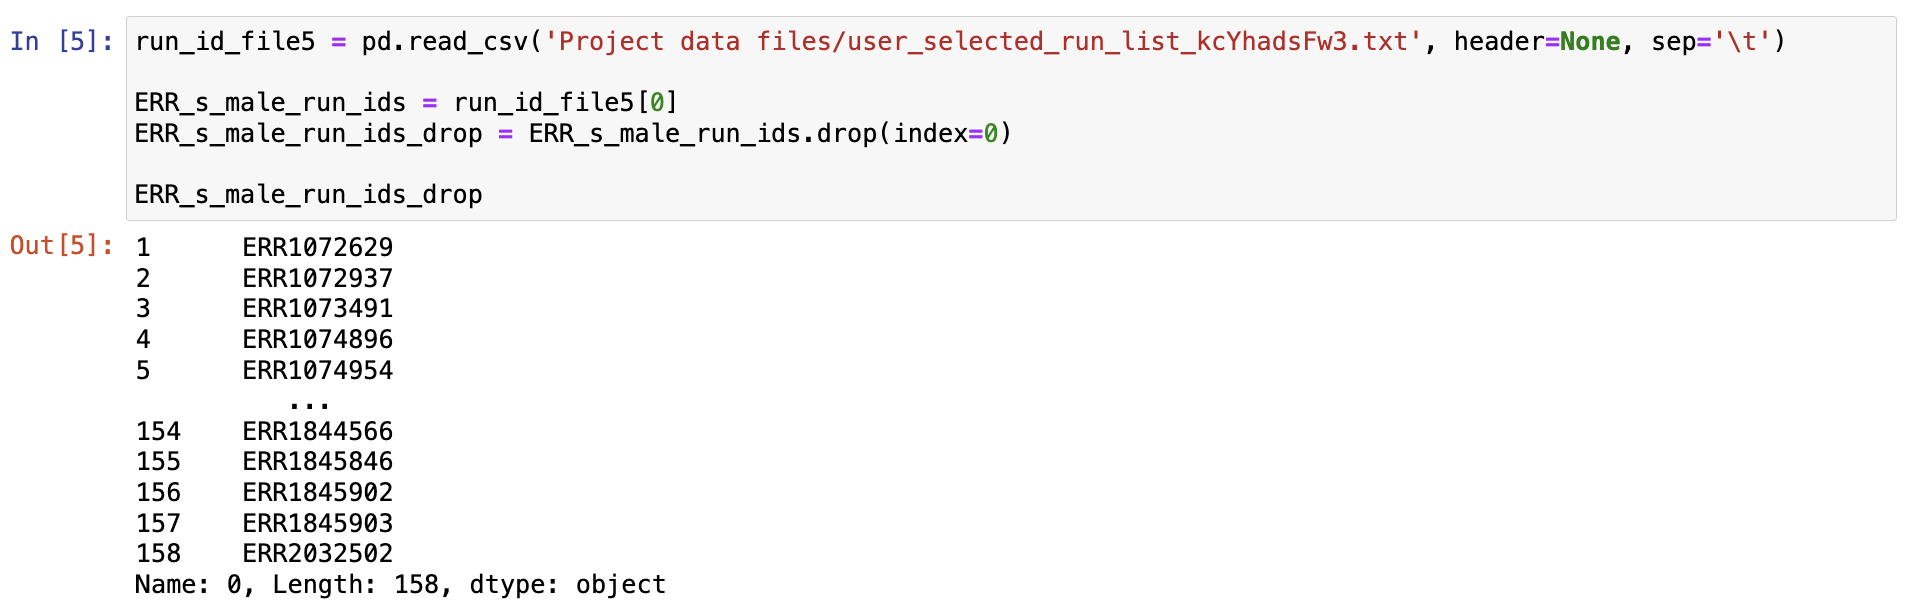 In [5]: run_id_file5 = pd.read_csv('Project data files/user_selected_run_list_kcYhadsFw3.txt', header=None, sep='\t')
ERR_s_male_run_ids = run_id_file5[0]
ERR_s_male_run_ids_drop = ERR_s_male_run_ids.drop(index=0)
ERR_s_male_run_ids_drop
Out[5]: 1 ERR1072629
2 ERR1072937
3 ERR1073491
4 ERR1074896
5 ERR1074954
...
154 ERR1844566
155 ERR1845846
156 ERR1845902
157 ERR1845903
158 ERR2032502
Name: 0, Length: 158, dtype: object